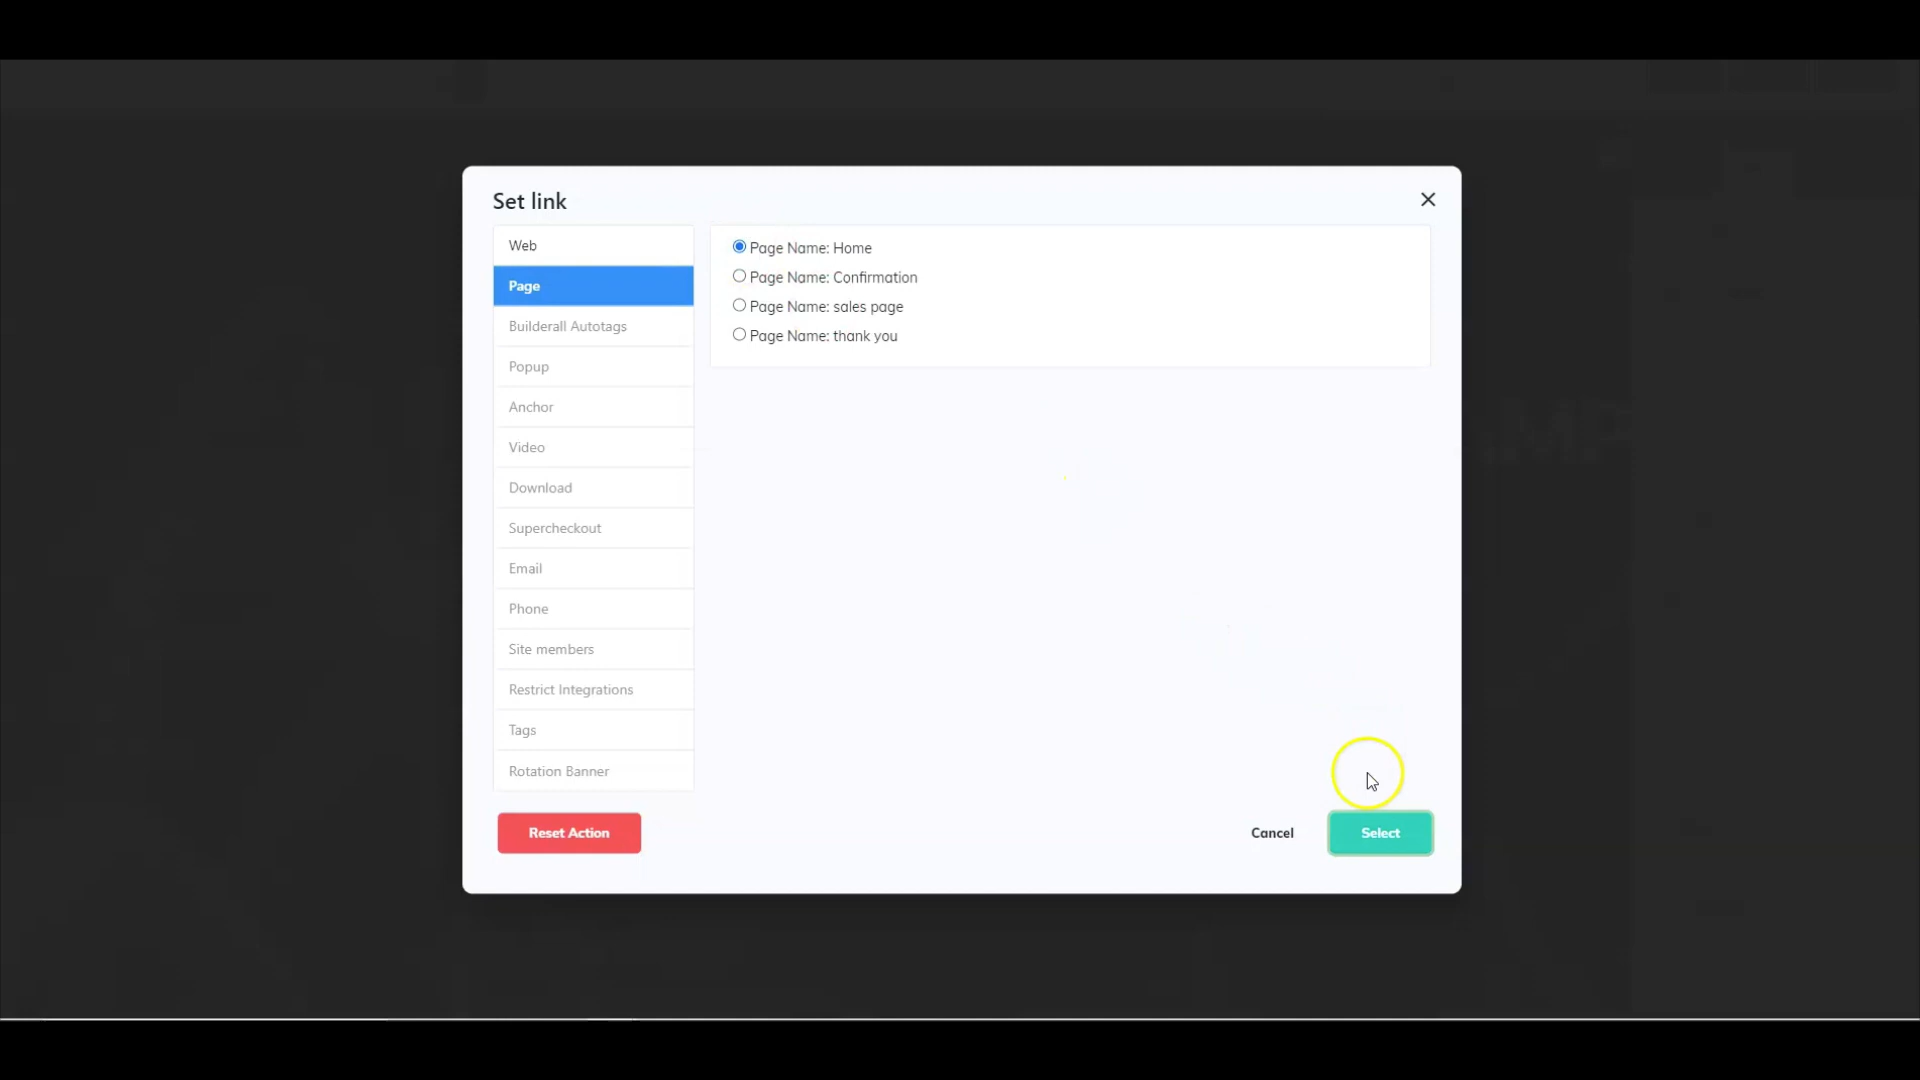 Set link
Web
Page
Builderall Autotags
Popup
Anchor
Video
Download
Supercheckout
Email
Phone
Site members
Restrict Integrations
Tags
Rotation Banner
Page Name: Home
Page Name: Confirmation
Page Name: sales page
Page Name: thank you
Reset Action
Cancel
Select